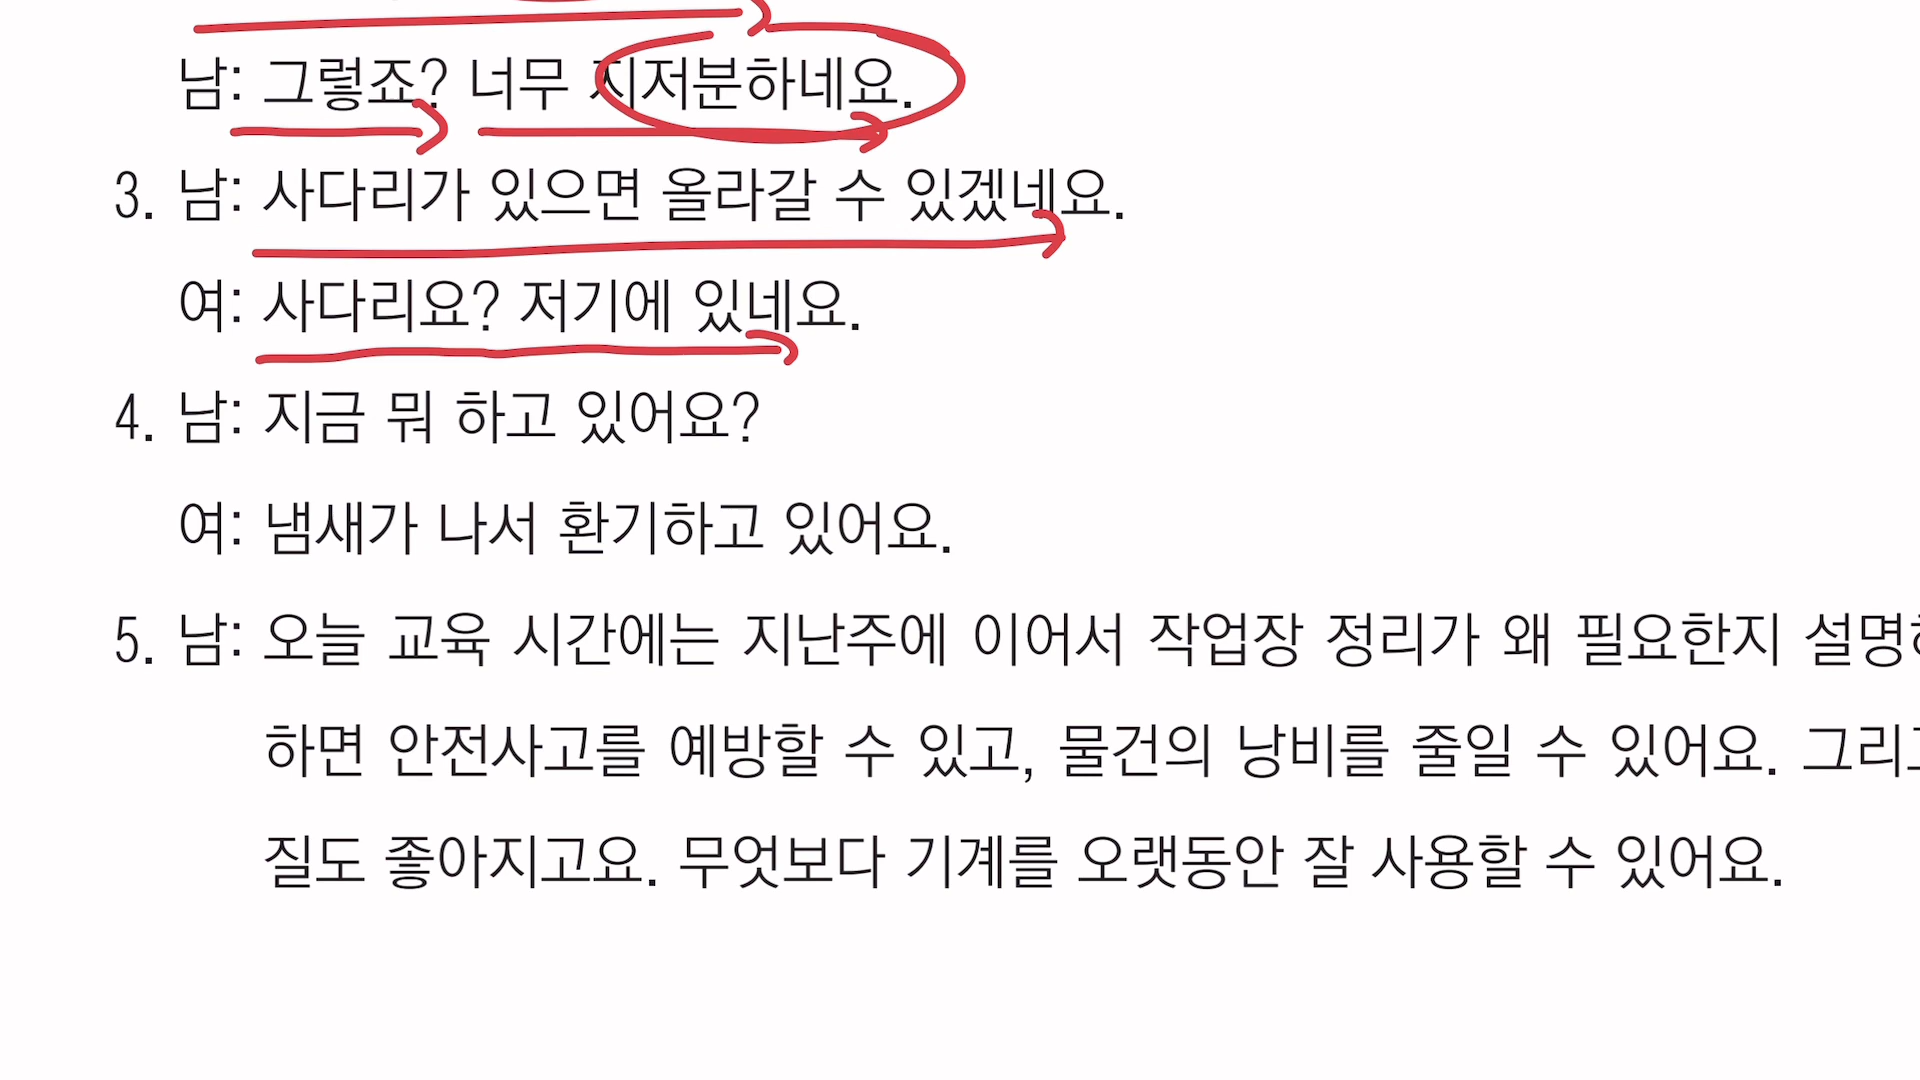 남: 그렇죠? 너무 지저분하네요.
3. 남: 사다리가 있으면 올라갈 수 있겠네요.
여: 사다리요? 저기에 있네요.
4. 남: 지금 뭐 하고 있어요?
여: 냄새가 나서 환기하고 있어요.
5. 남: 오늘 교육 시간에는 지난주에 이어서 작업장 정리가 왜 필요한지
하면 안전사고를 예방할 수 있고, 물건의 낭비를 줄일 수 있어요.
질도 좋아지고요. 무엇보다 기계를 오랫동안 잘 사용할 수 있어요.